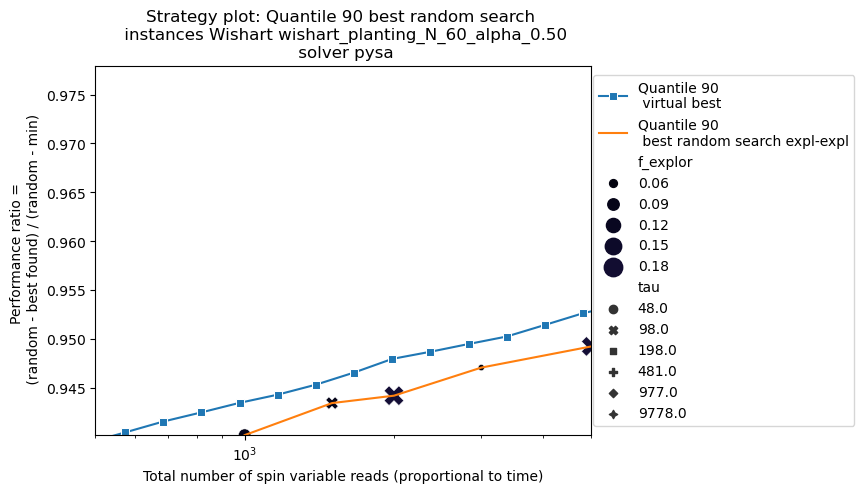 Strategy plot: Quantile 90 best random search
instances Wishart wishart_planting_N_60_alpha_0.50
solver pysa
Performance ratio =
(random - best found) / (random - min)
0.975
0.970
0.965
0.960
0.955
0.950
0.945
10³
Total number of spin variable reads (proportional to time)
Quantile 90
virtual best
Quantile 90
best random search expl-expl
f_explor
0.06
0.09
0.12
0.15
0.18
tau
48.0
98.0
198.0
481.0
977.0
9778.0